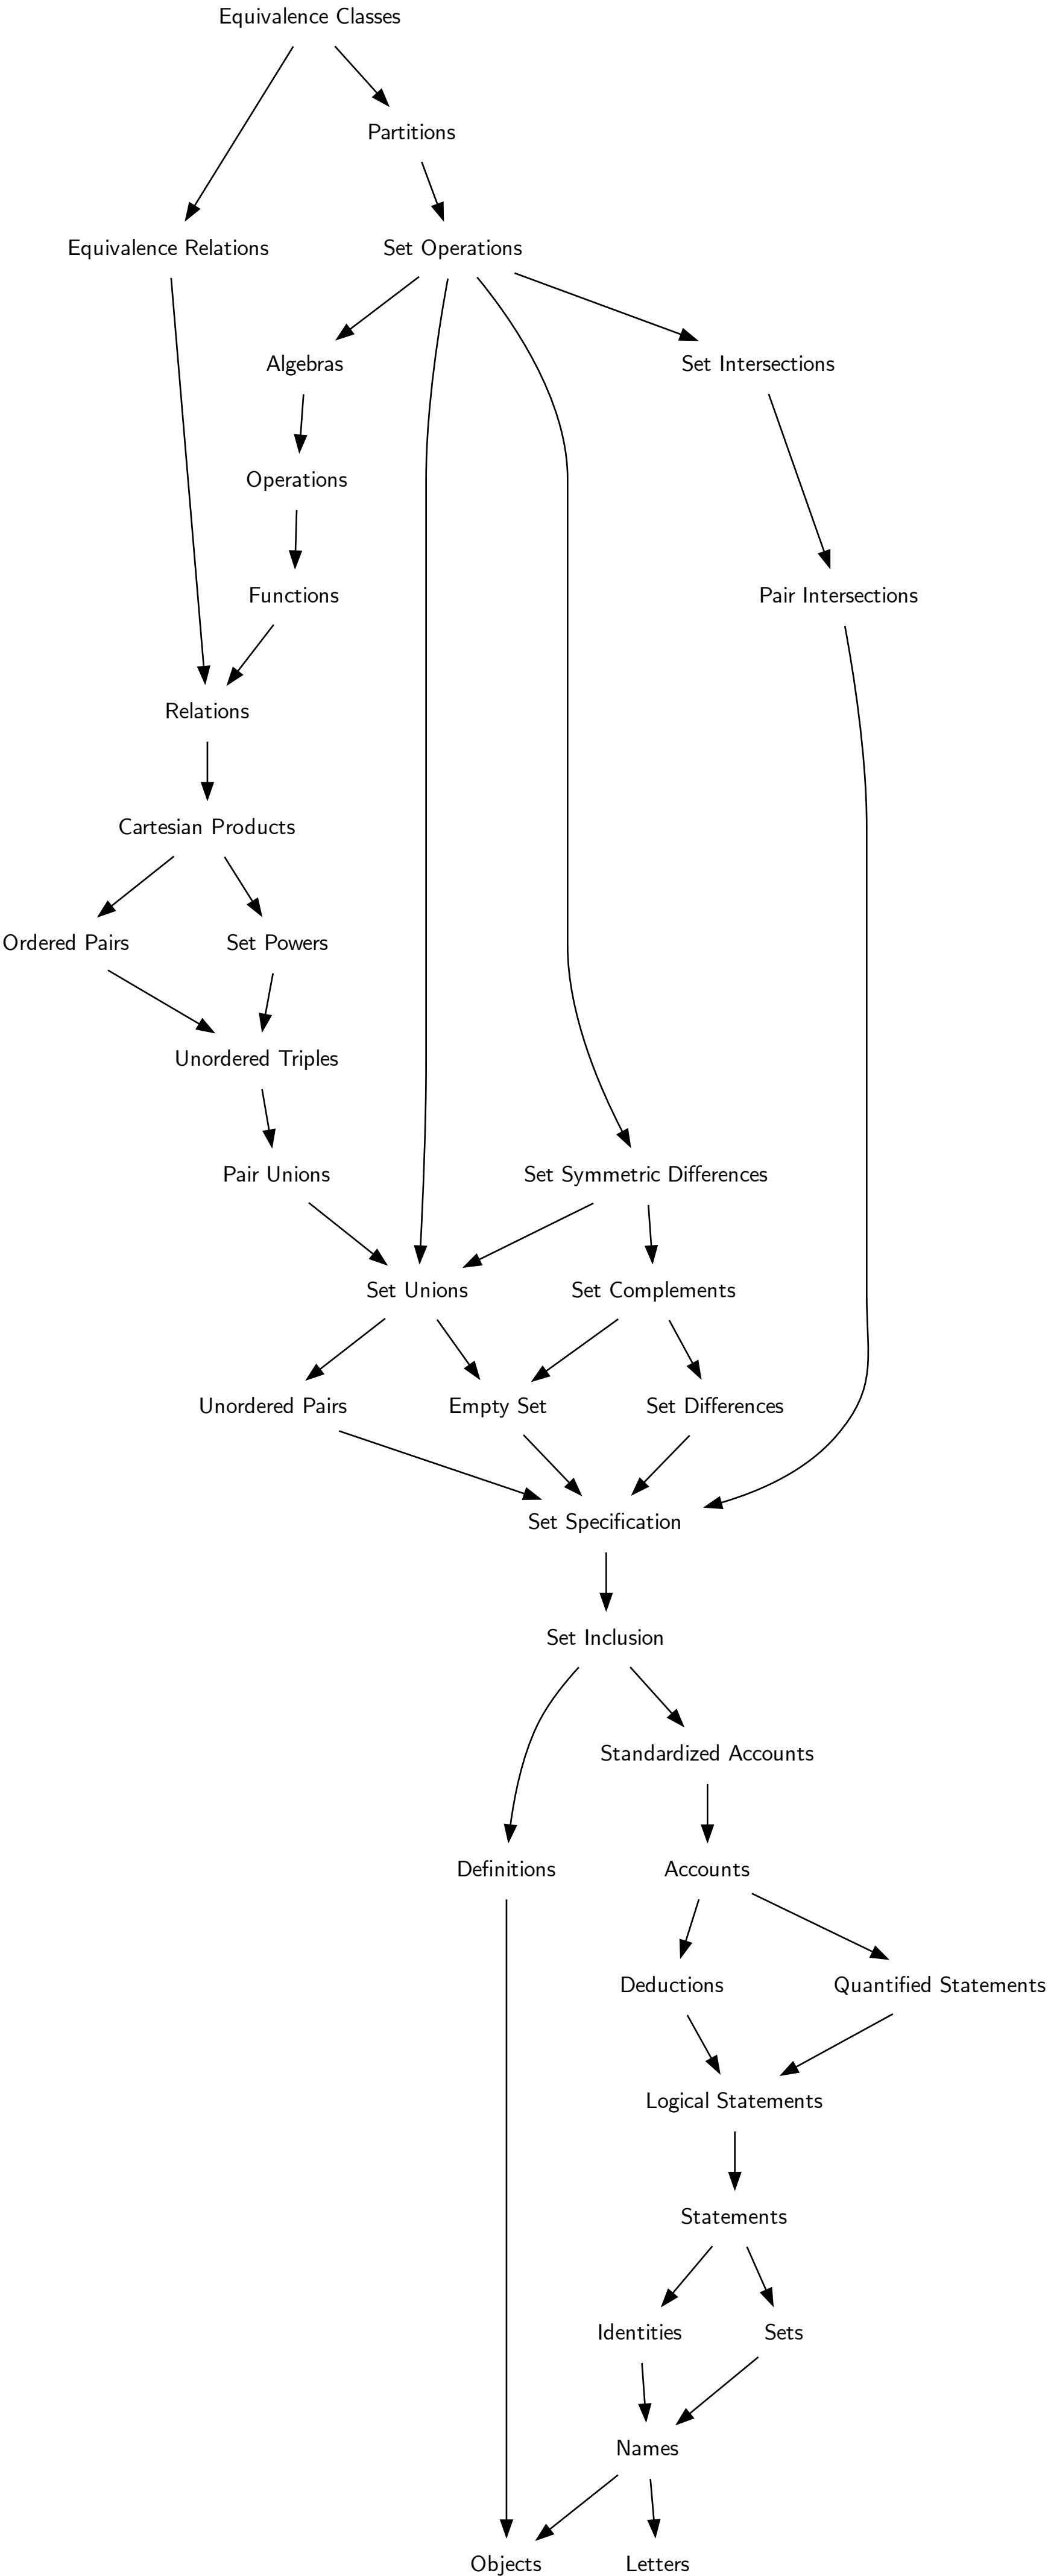 Equivalence Classes
Partitions
Equivalence Relations
Set Operations
Algebras
Set Intersections
Operations
Functions
Pair Intersections
Relations
Cartesian Products
Ordered Pairs
Set Powers
Unordered Triples
Pair Unions
Set Symmetric Differences
Set Unions
Set Complements
Unordered Pairs
Empty Set
Set Differences
Set Specification
Set Inclusion
Standardized Accounts
Definitions
Accounts
Deductions
Quantified Statements
Logical Statements
Statements
Identities
Sets
Names
Objects
Letters